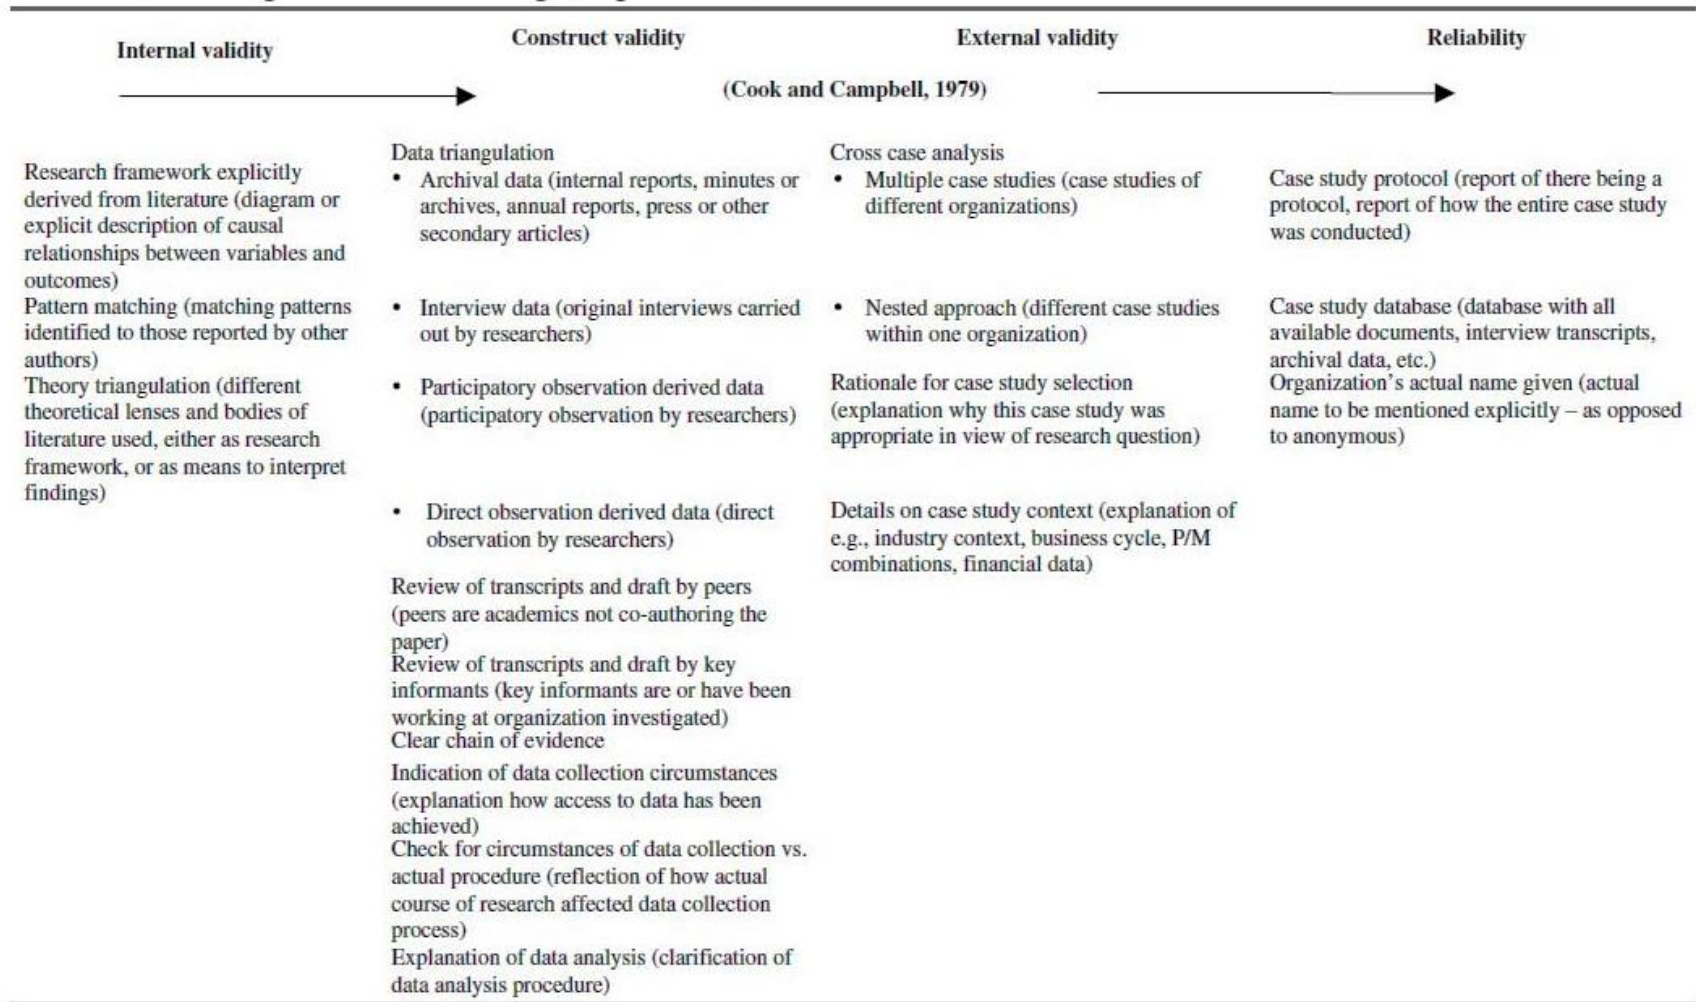 Internal validity
Construct validity
External validity
Reliability
(Cook and Campbell, 1979)
Research framework explicitly
derived from literature (diagram or
explicit description of causal
relationships between variables and
outcomes)
Pattern matching (matching patterns
identified to those reported by other
authors)
Theory triangulation (different
theoretical lenses and bodies of
literature used, either as research
framework, or as means to interpret
findings)
Data triangulation
• Archival data (internal reports, minutes or
archives, annual reports, press or other
secondary articles)
• Interview data (original interviews carried
out by researchers)
• Participatory observation derived data
(participatory observation by researchers)
• Direct observation derived data (direct
observation by researchers)
Review of transcripts and draft by peers
(peers are academics not co-authoring the
paper)
Review of transcripts and draft by key
informants (key informants are or have been
working at organization investigated)
Clear chain of evidence
Indication of data collection circumstances
(explanation how access to data has been
achieved)
Check for circumstances of data collection vs.
actual procedure (reflection of how actual
course of research affected data collection
process)
Explanation of data analysis (clarification of
data analysis procedure)
Cross case analysis
• Multiple case studies (case studies of
different organizations)
• Nested approach (different case studies
within one organization)
Rationale for case study selection
(explanation why this case study was
appropriate in view of research question)
Details on case study context (explanation of
e.g., industry context, business cycle, P/M
combinations, financial data)
Case study protocol (report of there being a
protocol, report of how the entire case study
was conducted)
Case study database (database with all
available documents, interview transcripts,
archival data, etc.)
Organization's actual name given (actual
name to be mentioned explicitly – as opposed
to anonymous)